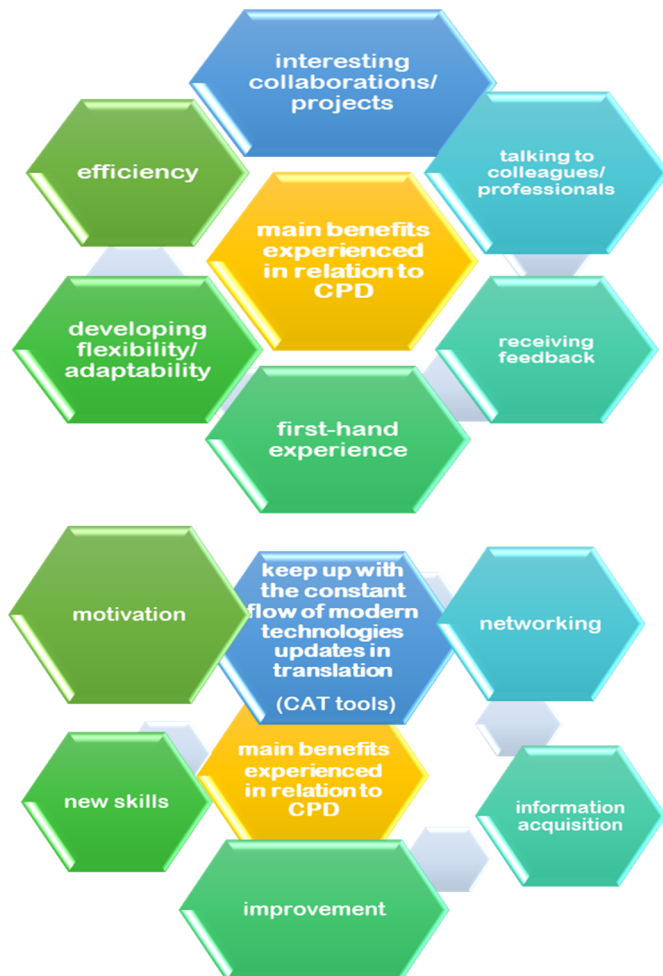 interesting
collaborations/
projects
efficiency
talking to
colleagues/
professionals
main benefits
experienced
in relation to
CPD
developing
flexibility/
adaptability
receiving
feedback
first-hand
experience
motivation
keep up with
the constant
flow of modern
technologies
updates in
translation
(CAT tools)
networking
main benefits
experienced
in relation to
CPD
new skills
information
acquisition
improvement